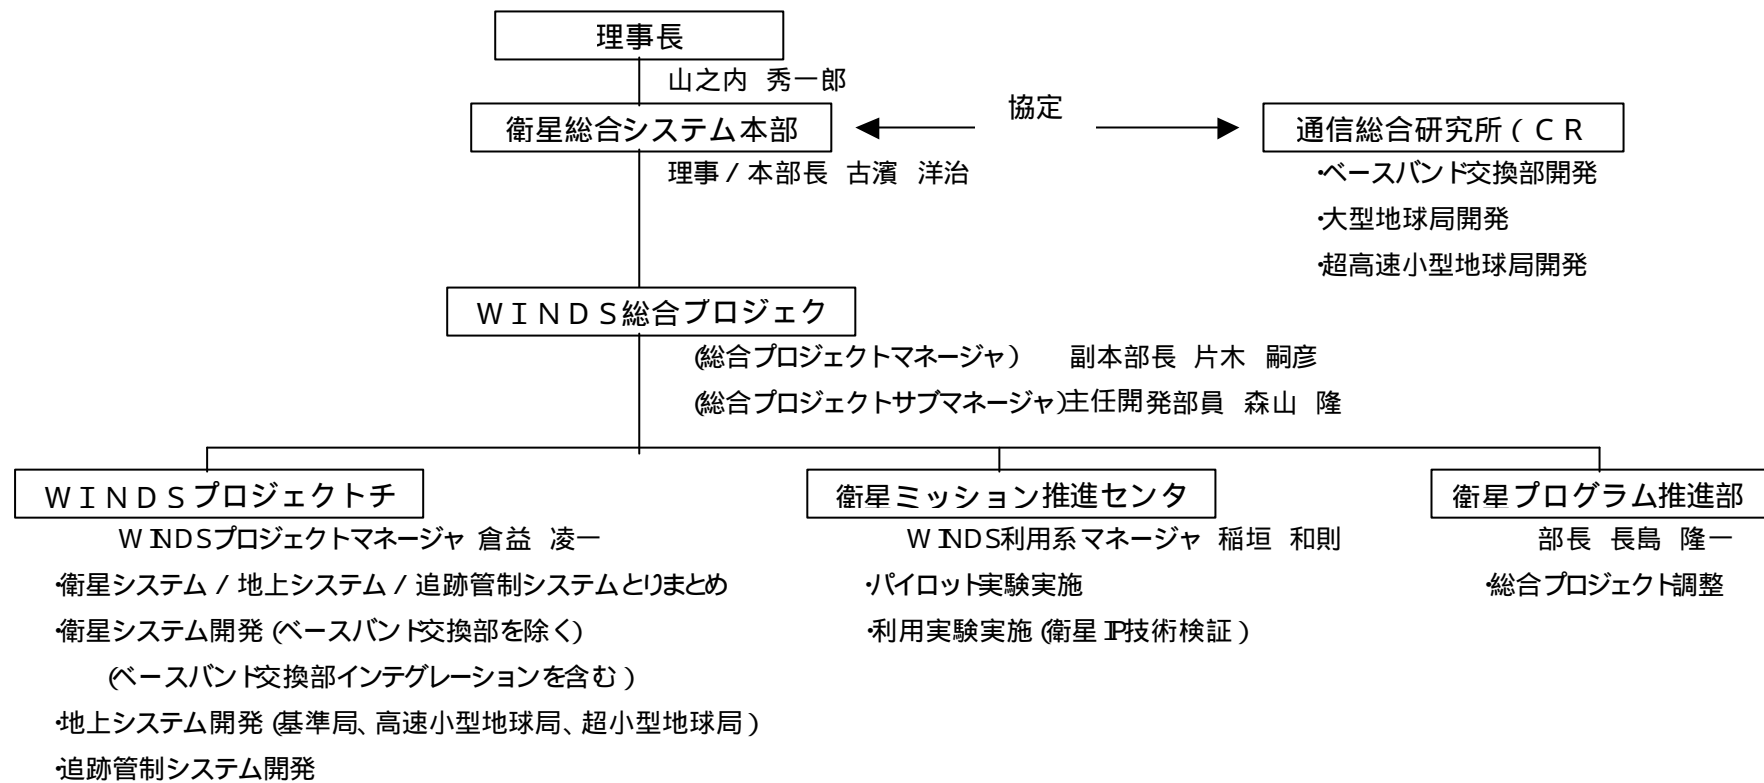 理事長
山之内 秀一郎
衛星総合システム本部
協定
通信総合研究所(CR
理事/本部長 古濱 洋治
・ベースバンド交換部開発
・大型地球局開発
・超高速小型地球局開発
WINDS総合プロジェク
(総合プロジェクトマネージャ) 副本部長 片木 嗣彦
(総合プロジェクトサブマネージャ)主任開発部員 森山 隆
WINDSプロジェクトチ
WINDSプロジェクトマネージャ 倉益 凌一
・衛星システム/地上システム/追跡管制システムとりまとめ
・衛星システム開発(ベースバンド交換部を除く)
(ベースバンド交換部インテグレーションを含む)
・地上システム開発(基準局、高速小型地球局、超小型地球局)
・追跡管制システム開発
衛星ミッション推進センタ
WINDS利用系マネージャ 稲垣 和則
・パイロット実験実施
・利用実験実施(衛星IP技術検証)
衛星プログラム推進部
部長 長島 隆一
・総合プロジェクト調整